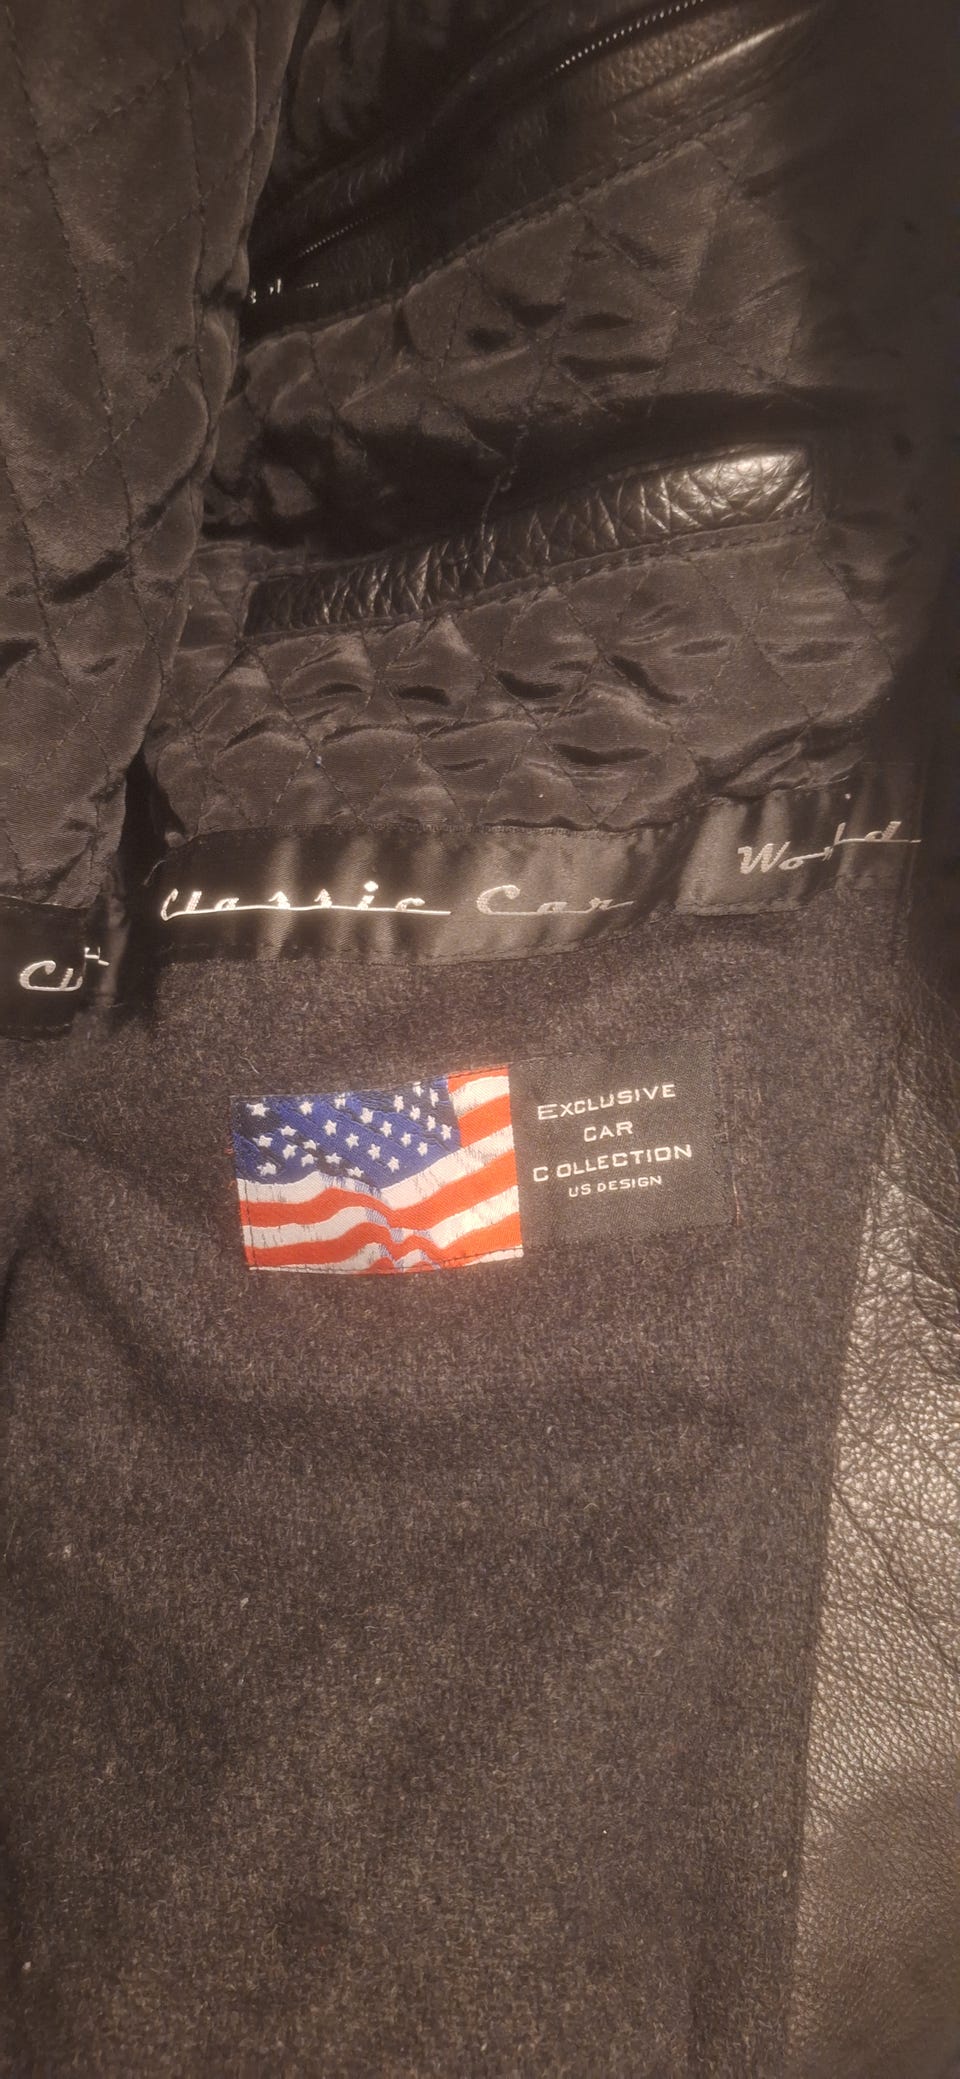 Classic Car World
EXCLUSIVE
CAR
COLLECTION
US DESIGN